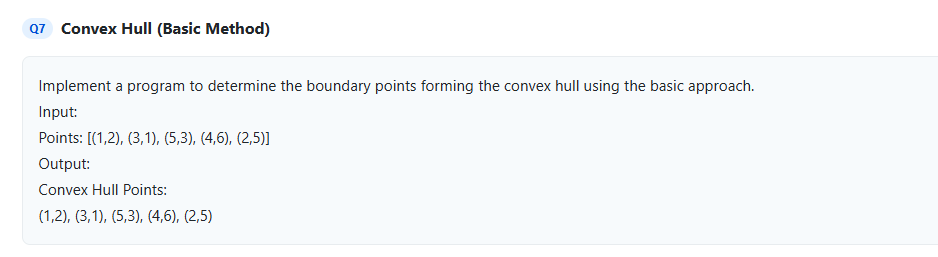 Q7 Convex Hull (Basic Method)
Implement a program to determine the boundary points forming the convex hull using the basic approach.
Input:
Points: [(1,2), (3,1), (5,3), (4,6), (2,5)]
Output:
Convex Hull Points:
(1,2), (3,1), (5,3), (4,6), (2,5)